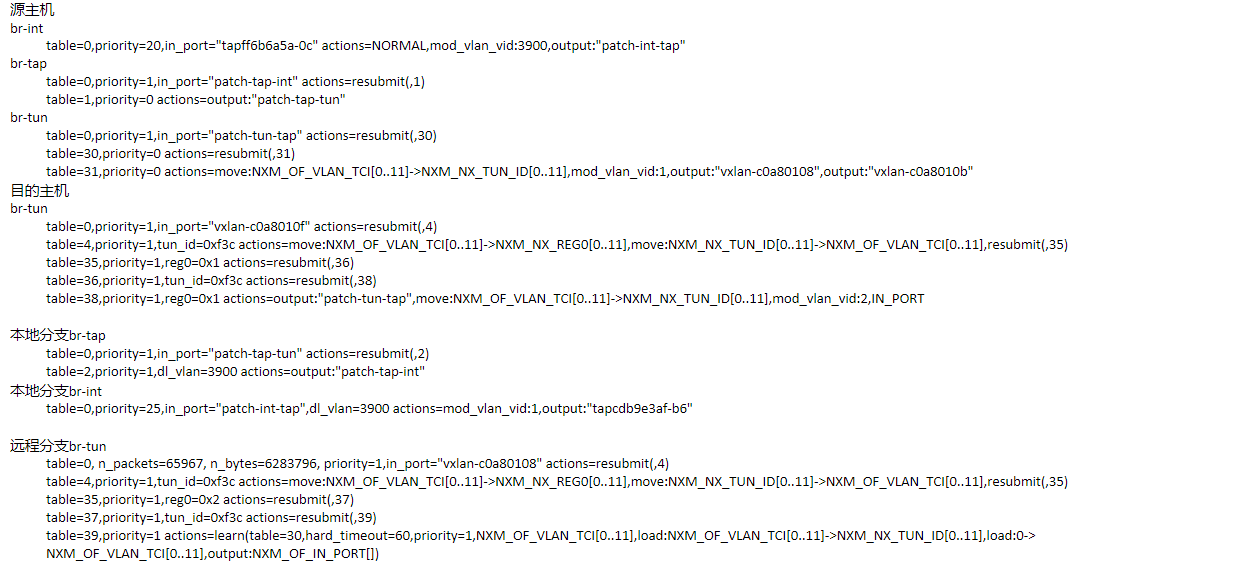 源主机
br-int
table=0,priority=20,in_port="tapff6b6a5a-0c" actions=NORMAL,mod_vlan_vid:3900,output:"patch-int-tap"
br-tap
table=0,priority=1,in_port="patch-tap-int" actions=resubmit(,1)
table=1,priority=0 actions=output:"patch-tap-tun"
br-tun
table=0,priority=1,in_port="patch-tun-tap" actions=resubmit(,30)
table=30,priority=0 actions=resubmit(,31)
table=31,priority=0 actions=move:NXM_OF_VLAN_TCI[0..11]->NXM_NX_TUN_ID[0..11],mod_vlan_vid:1,output:"vxlan-c0a80108",output:"vxlan-c0a8010b"
目的主机
br-tun
table=0,priority=1,in_port="vxlan-c0a8010f" actions=resubmit(,4)
table=4,priority=1,tun_id=0xf3c actions=move:NXM_OF_VLAN_TCI[0..11]->NXM_NX_REG0[0..11],move:NXM_NX_TUN_ID[0..11]->NXM_OF_VLAN_TCI[0..11],resubmit(,35)
table=35,priority=1,reg0=0x1 actions=resubmit(,36)
table=36,priority=1,tun_id=0xf3c actions=resubmit(,38)
table=38,priority=1,reg0=0x1 actions=output:"patch-tun-tap",move:NXM_OF_VLAN_TCI[0..11]->NXM_NX_TUN_ID[0..11],mod_vlan_vid:2,IN_PORT
本地分支br-tap
table=0,priority=1,in_port="patch-tap-tun" actions=resubmit(,2)
table=2,priority=1,dl_vlan=3900 actions=output:"patch-tap-int"
本地分支br-int
table=0,priority=25,in_port="patch-int-tap",dl_vlan=3900 actions=mod_vlan_vid:1,output:"tapcdb9e3af-b6"
远程分支br-tun
table=0, n_packets=65967, n_bytes=6283796, priority=1,in_port="vxlan-c0a80108" actions=resubmit(,4)
table=4,priority=1,tun_id=0xf3c actions=move:NXM_OF_VLAN_TCI[0..11]->NXM_NX_REG0[0..11],move:NXM_NX_TUN_ID[0..11]->NXM_OF_VLAN_TCI[0..11],resubmit(,35)
table=35,priority=1,reg0=0x2 actions=resubmit(,37)
table=37,priority=1,tun_id=0xf3c actions=resubmit(,39)
table=39,priority=1 actions=learn(table=30,hard_timeout=60,priority=1,NXM_OF_VLAN_TCI[0..11],load:NXM_OF_VLAN_TCI[0..11]->NXM_NX_TUN_ID[0..11],load:0->
NXM_OF_VLAN_TCI[0..11],output:NXM_OF_IN_PORT[])